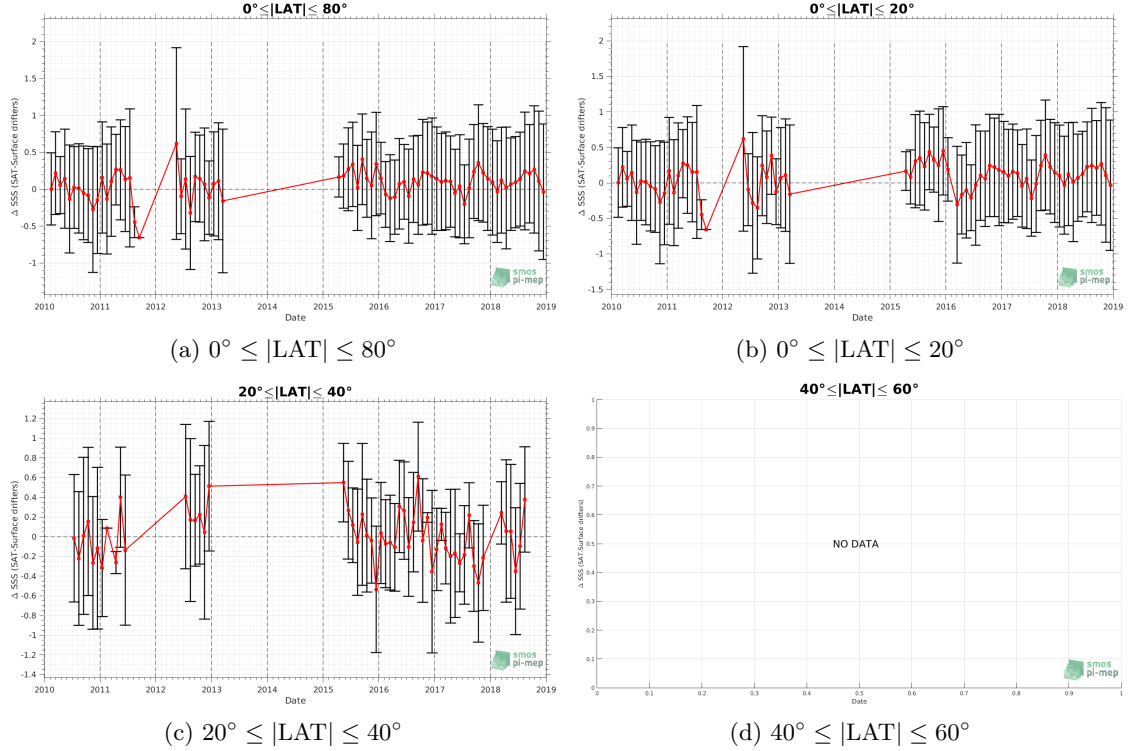 0°≤|LAT|≤ 80°
Δ SSS (SAT-Surface drifters)
2
1.5
1
0.5
0
-0.5
-1
2010 2011 2012 2013 2014 2015 2016 2017 2018 2019
Date
smos
pi-mep
(a) 0° ≤ |LAT| ≤ 80°
0°≤|LAT|≤ 20°
Δ SSS (SAT-Surface drifters)
2
1.5
1
0.5
0
-0.5
-1
-1.5
2010 2011 2012 2013 2014 2015 2016 2017 2018 2019
Date
smos
pi-mep
(b) 0° ≤ |LAT| ≤ 20°
20°≤|LAT|≤ 40°
Δ SSS (SAT-Surface drifters)
1.2
1
0.8
0.6
0.4
0.2
0
-0.2
-0.4
-0.6
-0.8
-1
-1.2
-1.4
2010 2011 2012 2013 2014 2015 2016 2017 2018 2019
Date
smos
pi-mep
(c) 20° ≤ |LAT| ≤ 40°
40°≤|LAT|≤ 60°
Δ SSS (SAT-Surface drifters)
1
0.9
0.8
0.7
0.6
0.5
0.4
0.3
0.2
0.1
0
NO DATA
0 0.1 0.2 0.3 0.4 0.5 0.6 0.7 0.8 0.9 1
Date
smos
pi-mep
(d) 40° ≤ |LAT| ≤ 60°